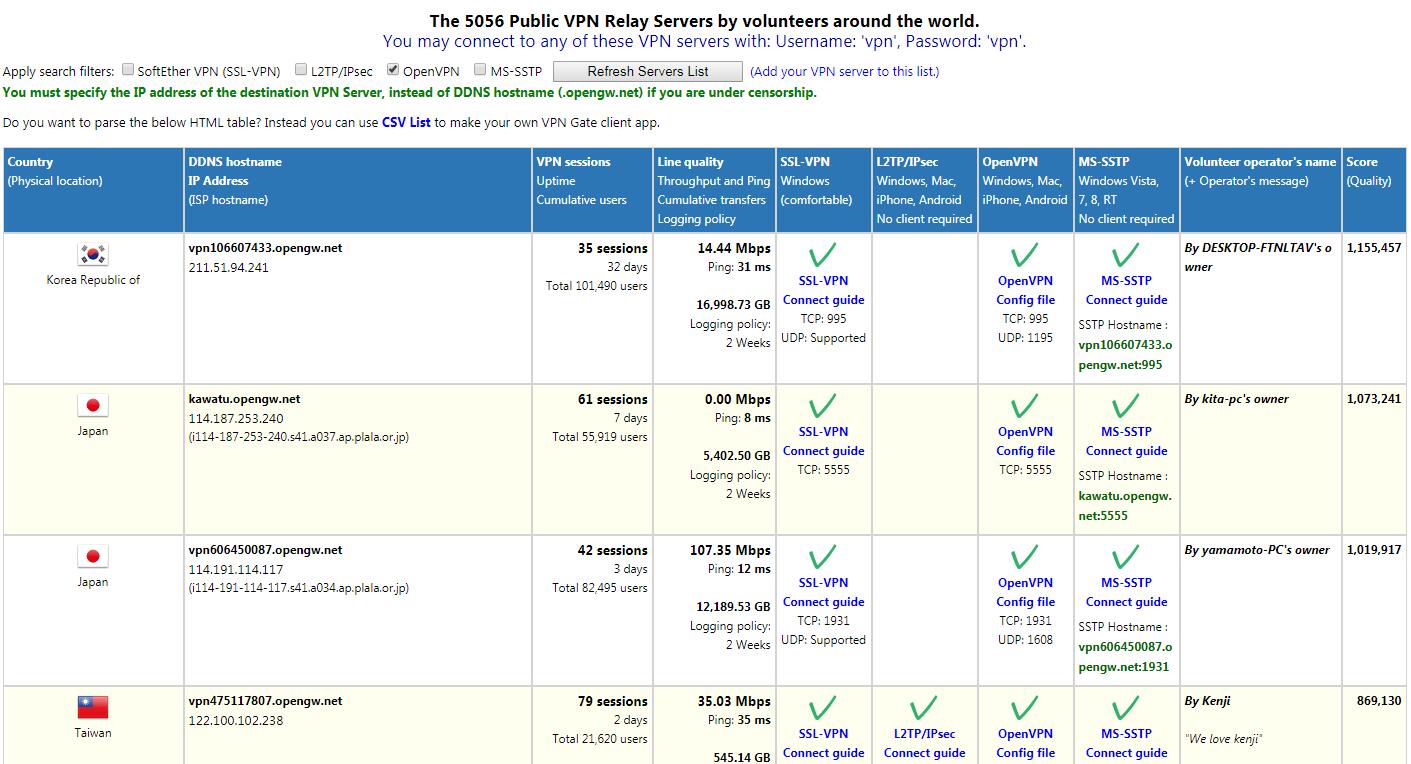 The 5056 Public VPN Relay Servers by volunteers around the world.
You may connect to any of these VPN servers with: Username: 'vpn', Password: 'vpn'.
Apply search filters: SoftEther VPN (SSL-VPN) L2TP/IPsec OpenVPN MS-SSTP Refresh Servers List (Add your VPN server to this list.)
You must specify the IP address of the destination VPN Server, instead of DDNS hostname (.opengw.net) if you are under censorship.
Do you want to parse the below HTML table? Instead you can use CSV List to make your own VPN Gate client app.
Country
(Physical location)
DDNS hostname
IP Address
(ISP hostname)
VPN sessions
Uptime
Cumulative users
Line quality
Throughput and Ping
Cumulative transfers
Logging policy
SSL-VPN
Windows
(comfortable)
L2TP/IPsec
Windows, Mac,
iPhone, Android
No client required
OpenVPN
Windows, Mac,
iPhone, Android
MS-SSTP
Windows Vista,
7, 8, RT
No client required
Volunteer operator's name
(+ Operator's message)
Score
(Quality)
Korea Republic of
vpn106607433.opengw.net
211.51.94.241
35 sessions
32 days
Total 101,490 users
14.44 Mbps
Ping: 31 ms
16,998.73 GB
Logging policy:
2 Weeks
SSL-VPN
Connect guide
TCP: 995
UDP: Supported
OpenVPN
Config file
TCP: 995
UDP: 1195
MS-SSTP
Connect guide
SSTP Hostname :
vpn106607433.o
pengw.net:995
By DESKTOP-FTNLTAV's o
wner
1,155,457
Japan
kawatu.opengw.net
114.187.253.240
(i114-187-253-240.s41.a037.ap.plala.or.jp)
61 sessions
7 days
Total 55,919 users
0.00 Mbps
Ping: 8 ms
5,402.50 GB
Logging policy:
2 Weeks
SSL-VPN
Connect guide
TCP: 5555
OpenVPN
Config file
TCP: 5555
MS-SSTP
Connect guide
SSTP Hostname :
kawatu.opengw.
net:5555
By kita-pc's owner
1,073,241
Japan
vpn606450087.opengw.net
114.191.114.117
(i114-191-114-117.s41.a034.ap.plala.or.jp)
42 sessions
3 days
Total 82,495 users
107.35 Mbps
Ping: 12 ms
12,189.53 GB
Logging policy:
2 Weeks
SSL-VPN
Connect guide
TCP: 1931
UDP: Supported
OpenVPN
Config file
TCP: 1931
UDP: 1608
MS-SSTP
Connect guide
SSTP Hostname :
vpn606450087.o
pengw.net:1931
By yamamoto-PC's owner
1,019,917
Taiwan
vpn475117807.opengw.net
122.100.102.238
79 sessions
2 days
Total 21,620 users
35.03 Mbps
Ping: 35 ms
545.14 GB
SSL-VPN
Connect guide
L2TP/IPsec
Connect guide
OpenVPN
Config file
MS-SSTP
Connect guide
By Kenji
"We love kenji"
869,130